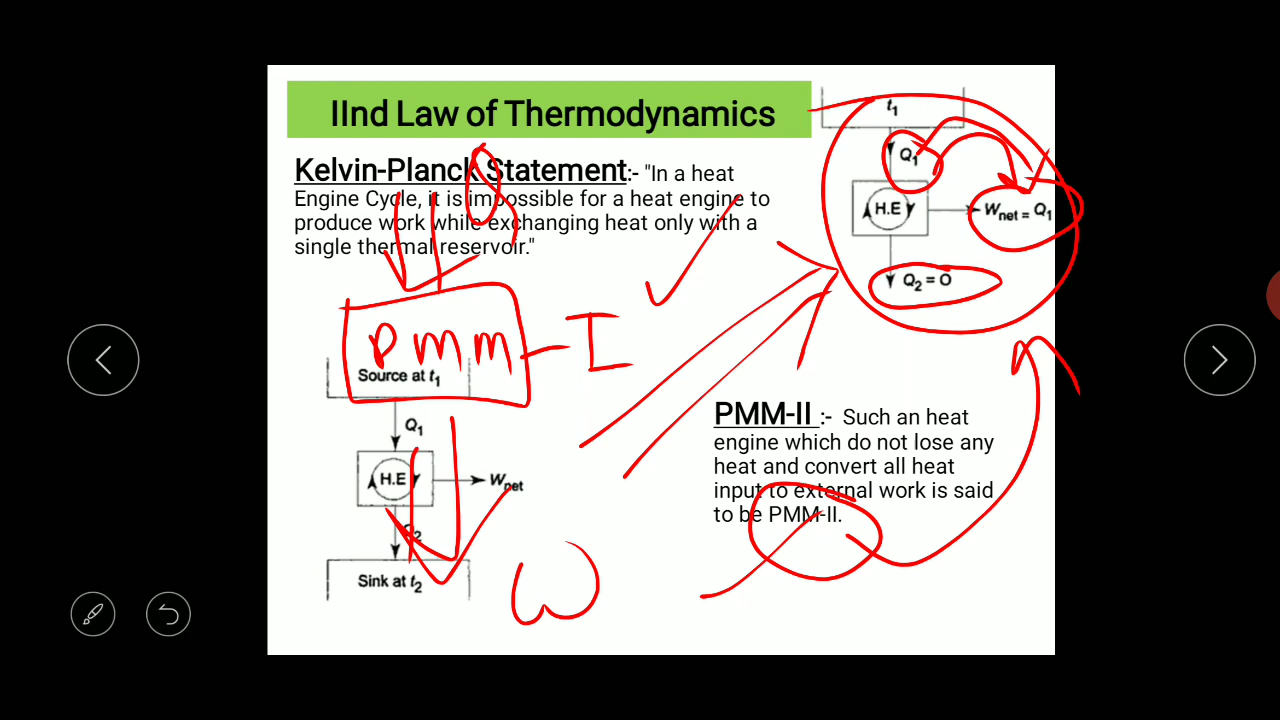 IInd Law of Thermodynamics
Kelvin-Planck Statement:- "In a heat
Engine Cycle, it is impossible for a heat engine to
produce work while exchanging heat only with a
single thermal reservoir."
t1
Q1
H.E
Wnet = Q1
Q2 = 0
Q
PMM-I
Source at t1
Q1
H.E
Wnet
Q2
Sink at t2
W
PMM-II :- Such an heat
engine which do not lose any
heat and convert all heat
input to external work is said
to be PMM-II.